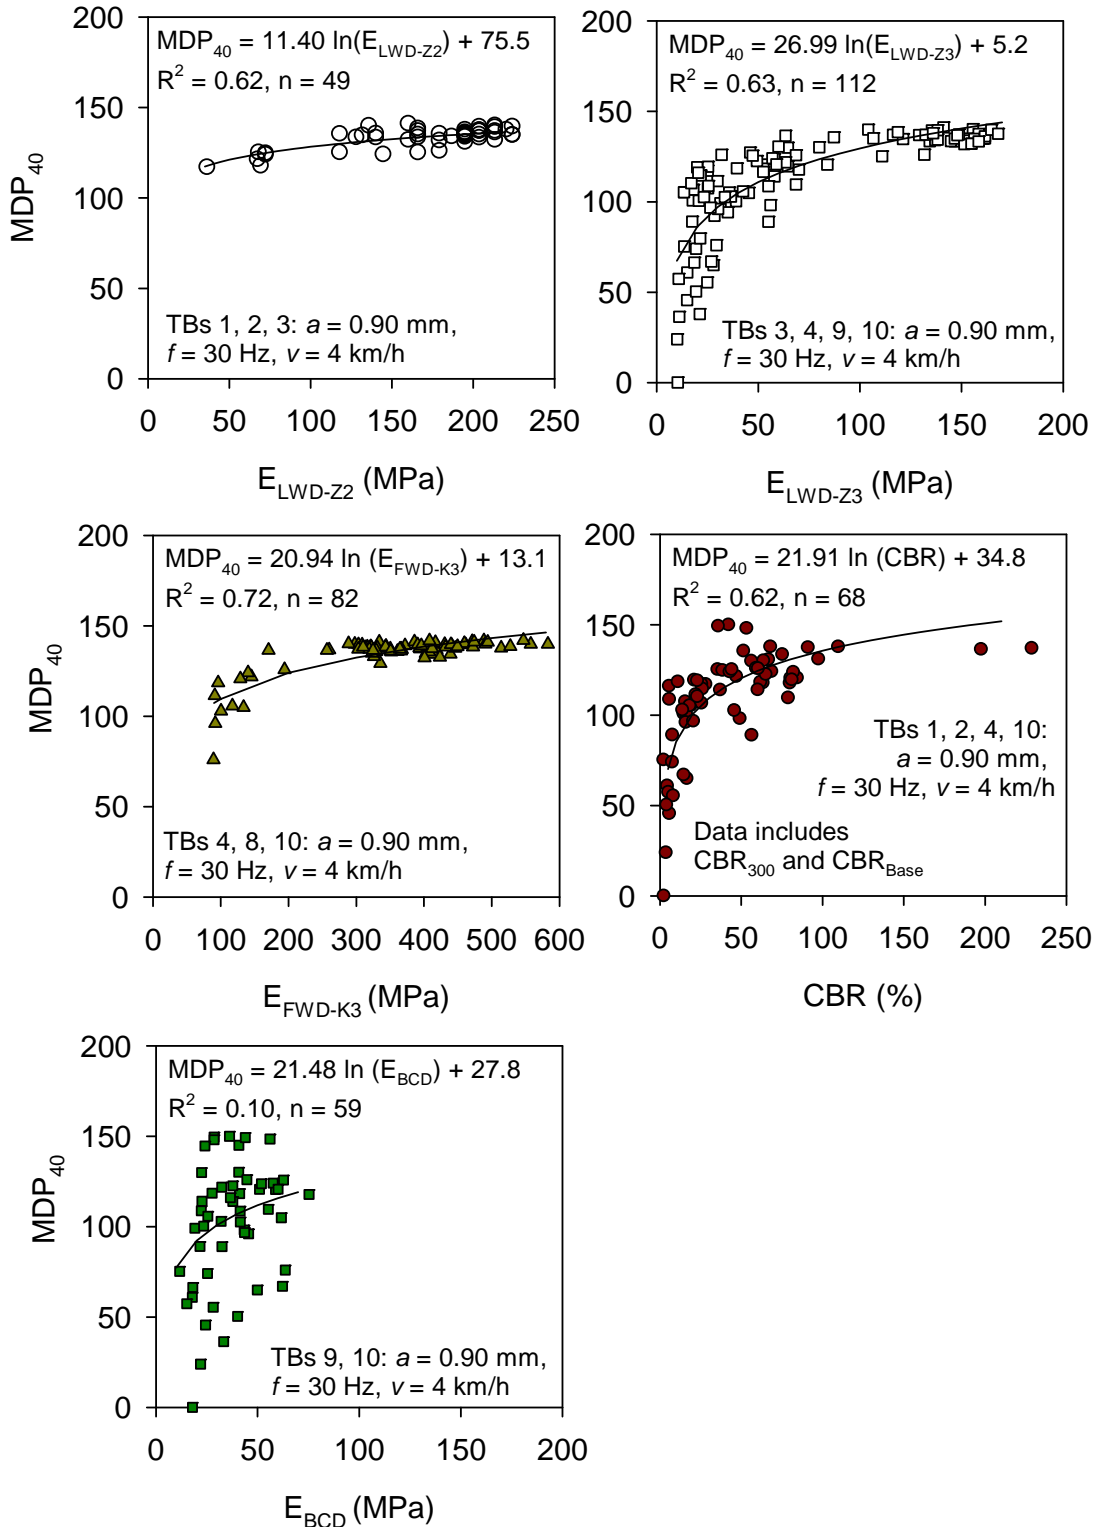 MDP40 = 11.40 ln(ELWD-Z2) + 75.5
R2 = 0.62, n = 49
TBs 1, 2, 3: a = 0.90 mm,
f = 30 Hz, v = 4 km/h
200
150
100
50
0
MDP40
0 50 100 150 200 250
ELWD-Z2 (MPa)
MDP40 = 26.99 ln(ELWD-Z3) + 5.2
R2 = 0.63, n = 112
TBs 3, 4, 9, 10: a = 0.90 mm,
f = 30 Hz, v = 4 km/h
200
150
100
50
0
0 50 100 150 200
ELWD-Z3 (MPa)
MDP40 = 20.94 ln (EFWD-K3) + 13.1
R2 = 0.72, n = 82
TBs 4, 8, 10: a = 0.90 mm,
f = 30 Hz, v = 4 km/h
200
150
100
50
0
MDP40
0 100 200 300 400 500 600
EFWD-K3 (MPa)
MDP40 = 21.91 ln (CBR) + 34.8
R2 = 0.62, n = 68
TBs 1, 2, 4, 10:
a = 0.90 mm,
f = 30 Hz, v = 4 km/h
Data includes
CBR300 and CBRBase
200
150
100
50
0
0 50 100 150 200 250
CBR (%)
MDP40 = 21.48 ln (EBCD) + 27.8
R2 = 0.10, n = 59
TBs 9, 10: a = 0.90 mm,
f = 30 Hz, v = 4 km/h
200
150
100
50
0
MDP40
0 50 100 150 200
EBCD (MPa)